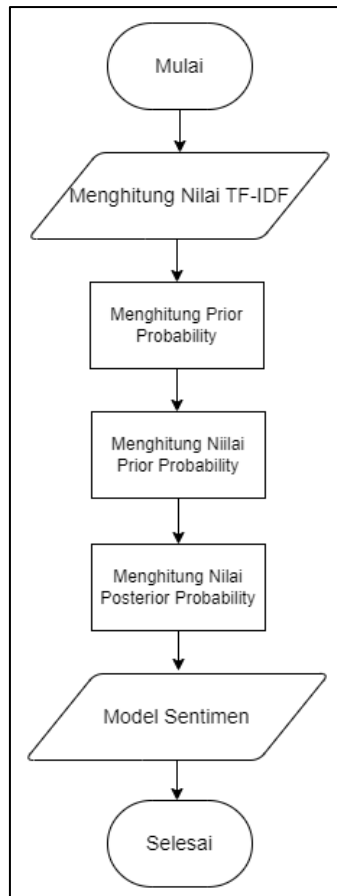 Mulai
Menghitung Nilai TF-IDF
Menghitung Prior
Probability
Menghitung Niilai
Prior Probability
Menghitung Nilai
Posterior Probability
Model Sentimen
Selesai